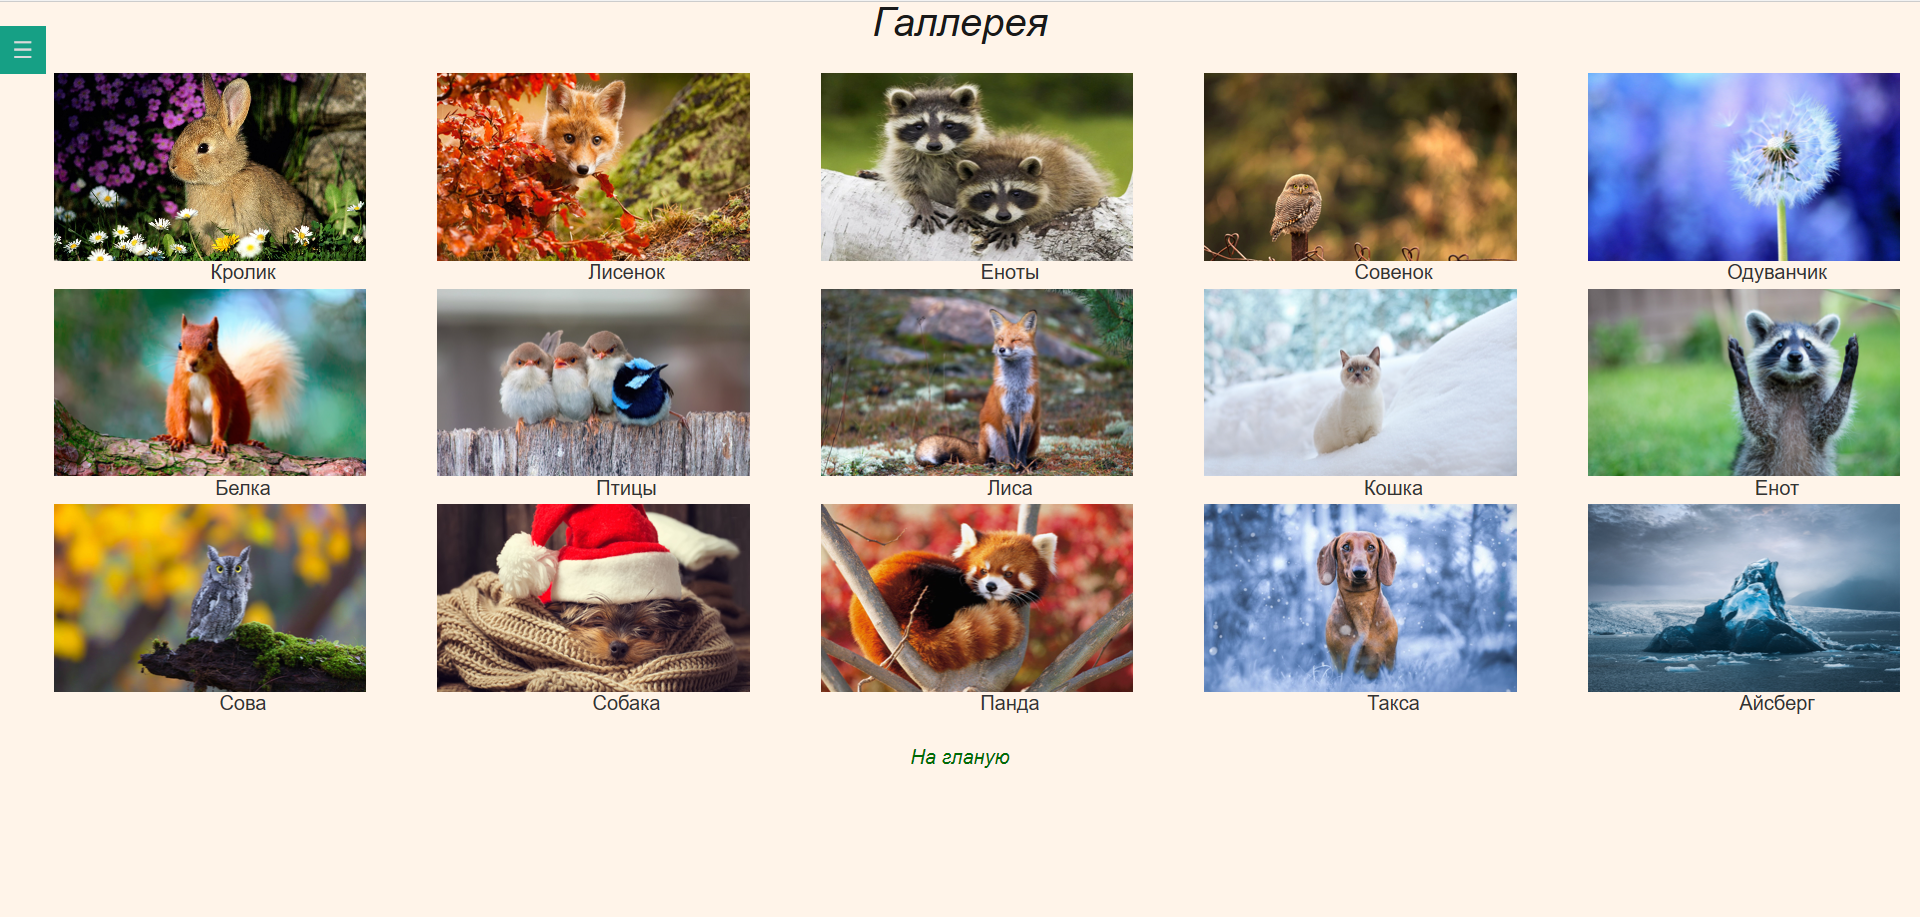 Галлерея
Кролик Лисенок Еноты Совенок Одуванчик
Белка Птицы Лиса Кошка Енот
Сова Собака Панда Такса Айсберг
На гланую